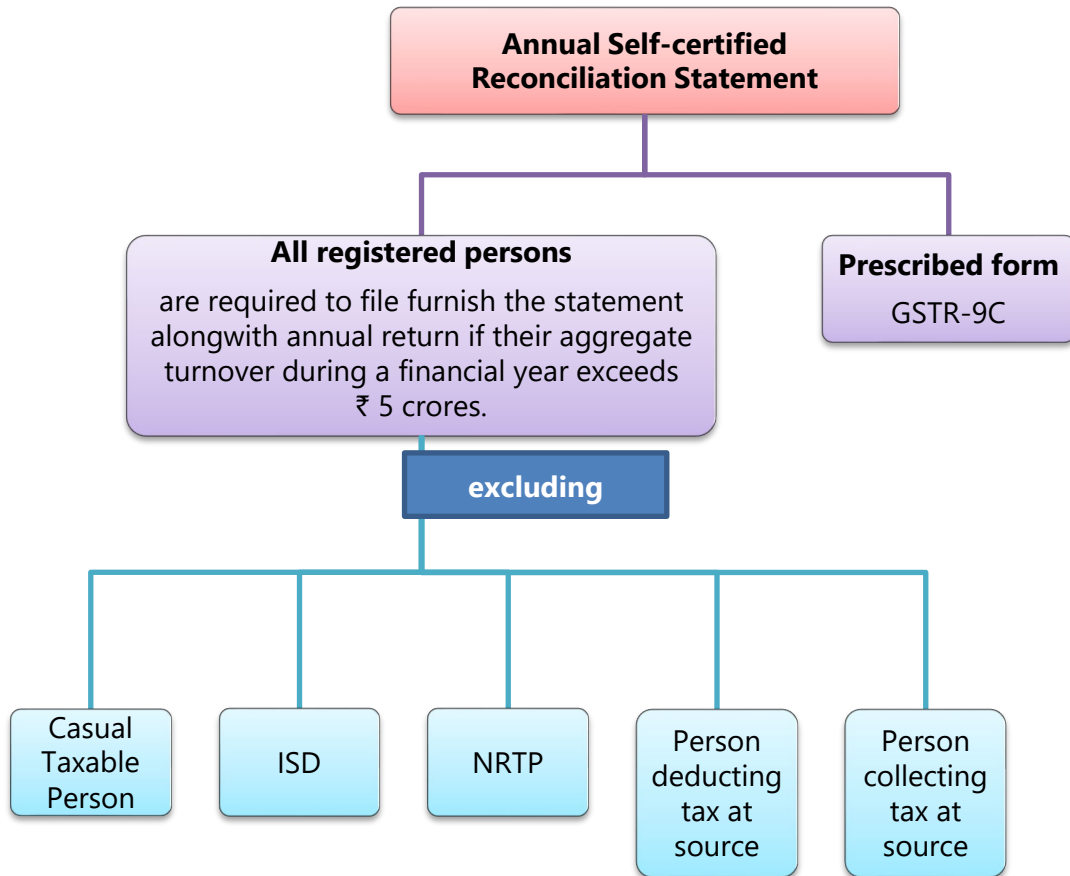 Annual Self-certified
Reconciliation Statement
All registered persons
are required to file furnish the statement
alongwith annual return if their aggregate
turnover during a financial year exceeds
₹ 5 crores.
Prescribed form
GSTR-9C
excluding
Casual
Taxable
Person
ISD
NRTP
Person
deducting
tax at
source
Person
collecting
tax at
source